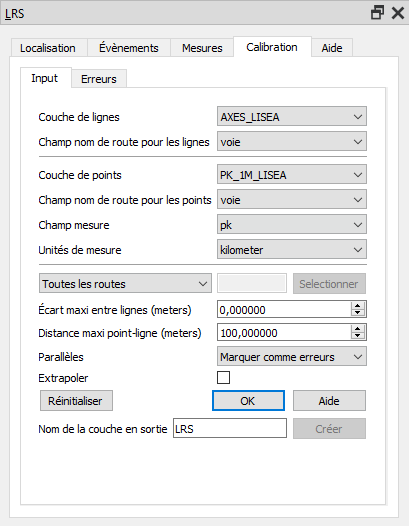 LRS
Localisation Évènements Mesures Calibration Aide
Input Erreurs
Couche de lignes AXES_LISEA
Champ nom de route pour les lignes voie
Couche de points PK_1M_LISEA
Champ nom de route pour les points voie
Champ mesure pk
Unités de mesure kilometer
Toutes les routes Selectionner
Écart maxi entre lignes (meters) 0,000000
Distance maxi point-ligne (meters) 100,000000
Parallèles Marquer comme erreurs
Extrapoler
Réinitialiser OK Aide
Nom de la couche en sortie LRS Créer